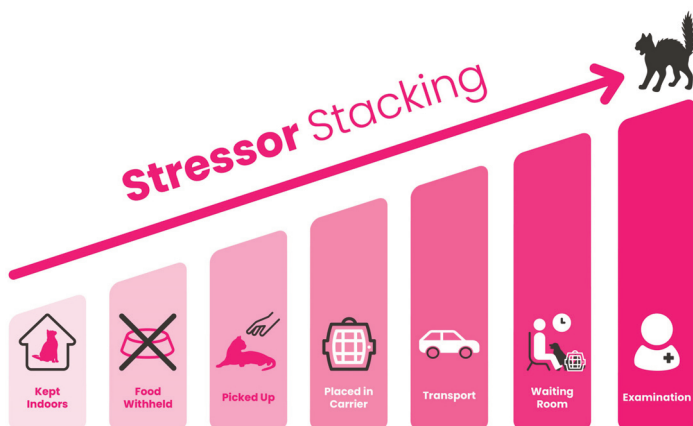 Stressor Stacking
Kept
Indoors
Food
Withheld
Picked Up
Placed in
Carrier
Transport
Waiting
Room
Examination